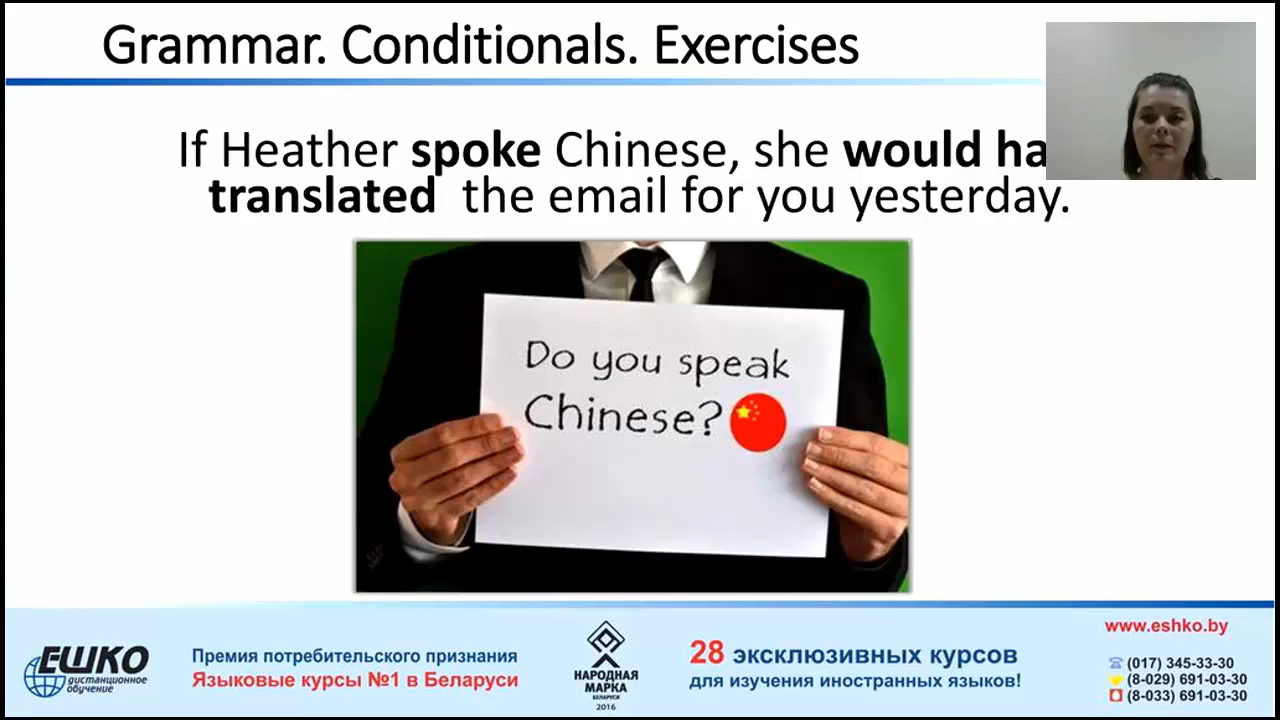 Grammar. Conditionals. Exercises
If Heather spoke Chinese, she would ha
translated the email for you yesterday.
Do you speak
Chinese?
ЕШКО
дистанционное
обучение
Премия потребительского признания
Языковые курсы №1 в Беларуси
НАРОДНАЯ
МАРКА
БЕЛАРУСИ
2016
28 эксклюзивных курсов
для изучения иностранных языков!
www.eshko.by
(017) 345-33-30
(8-029) 691-03-30
(8-033) 691-03-30